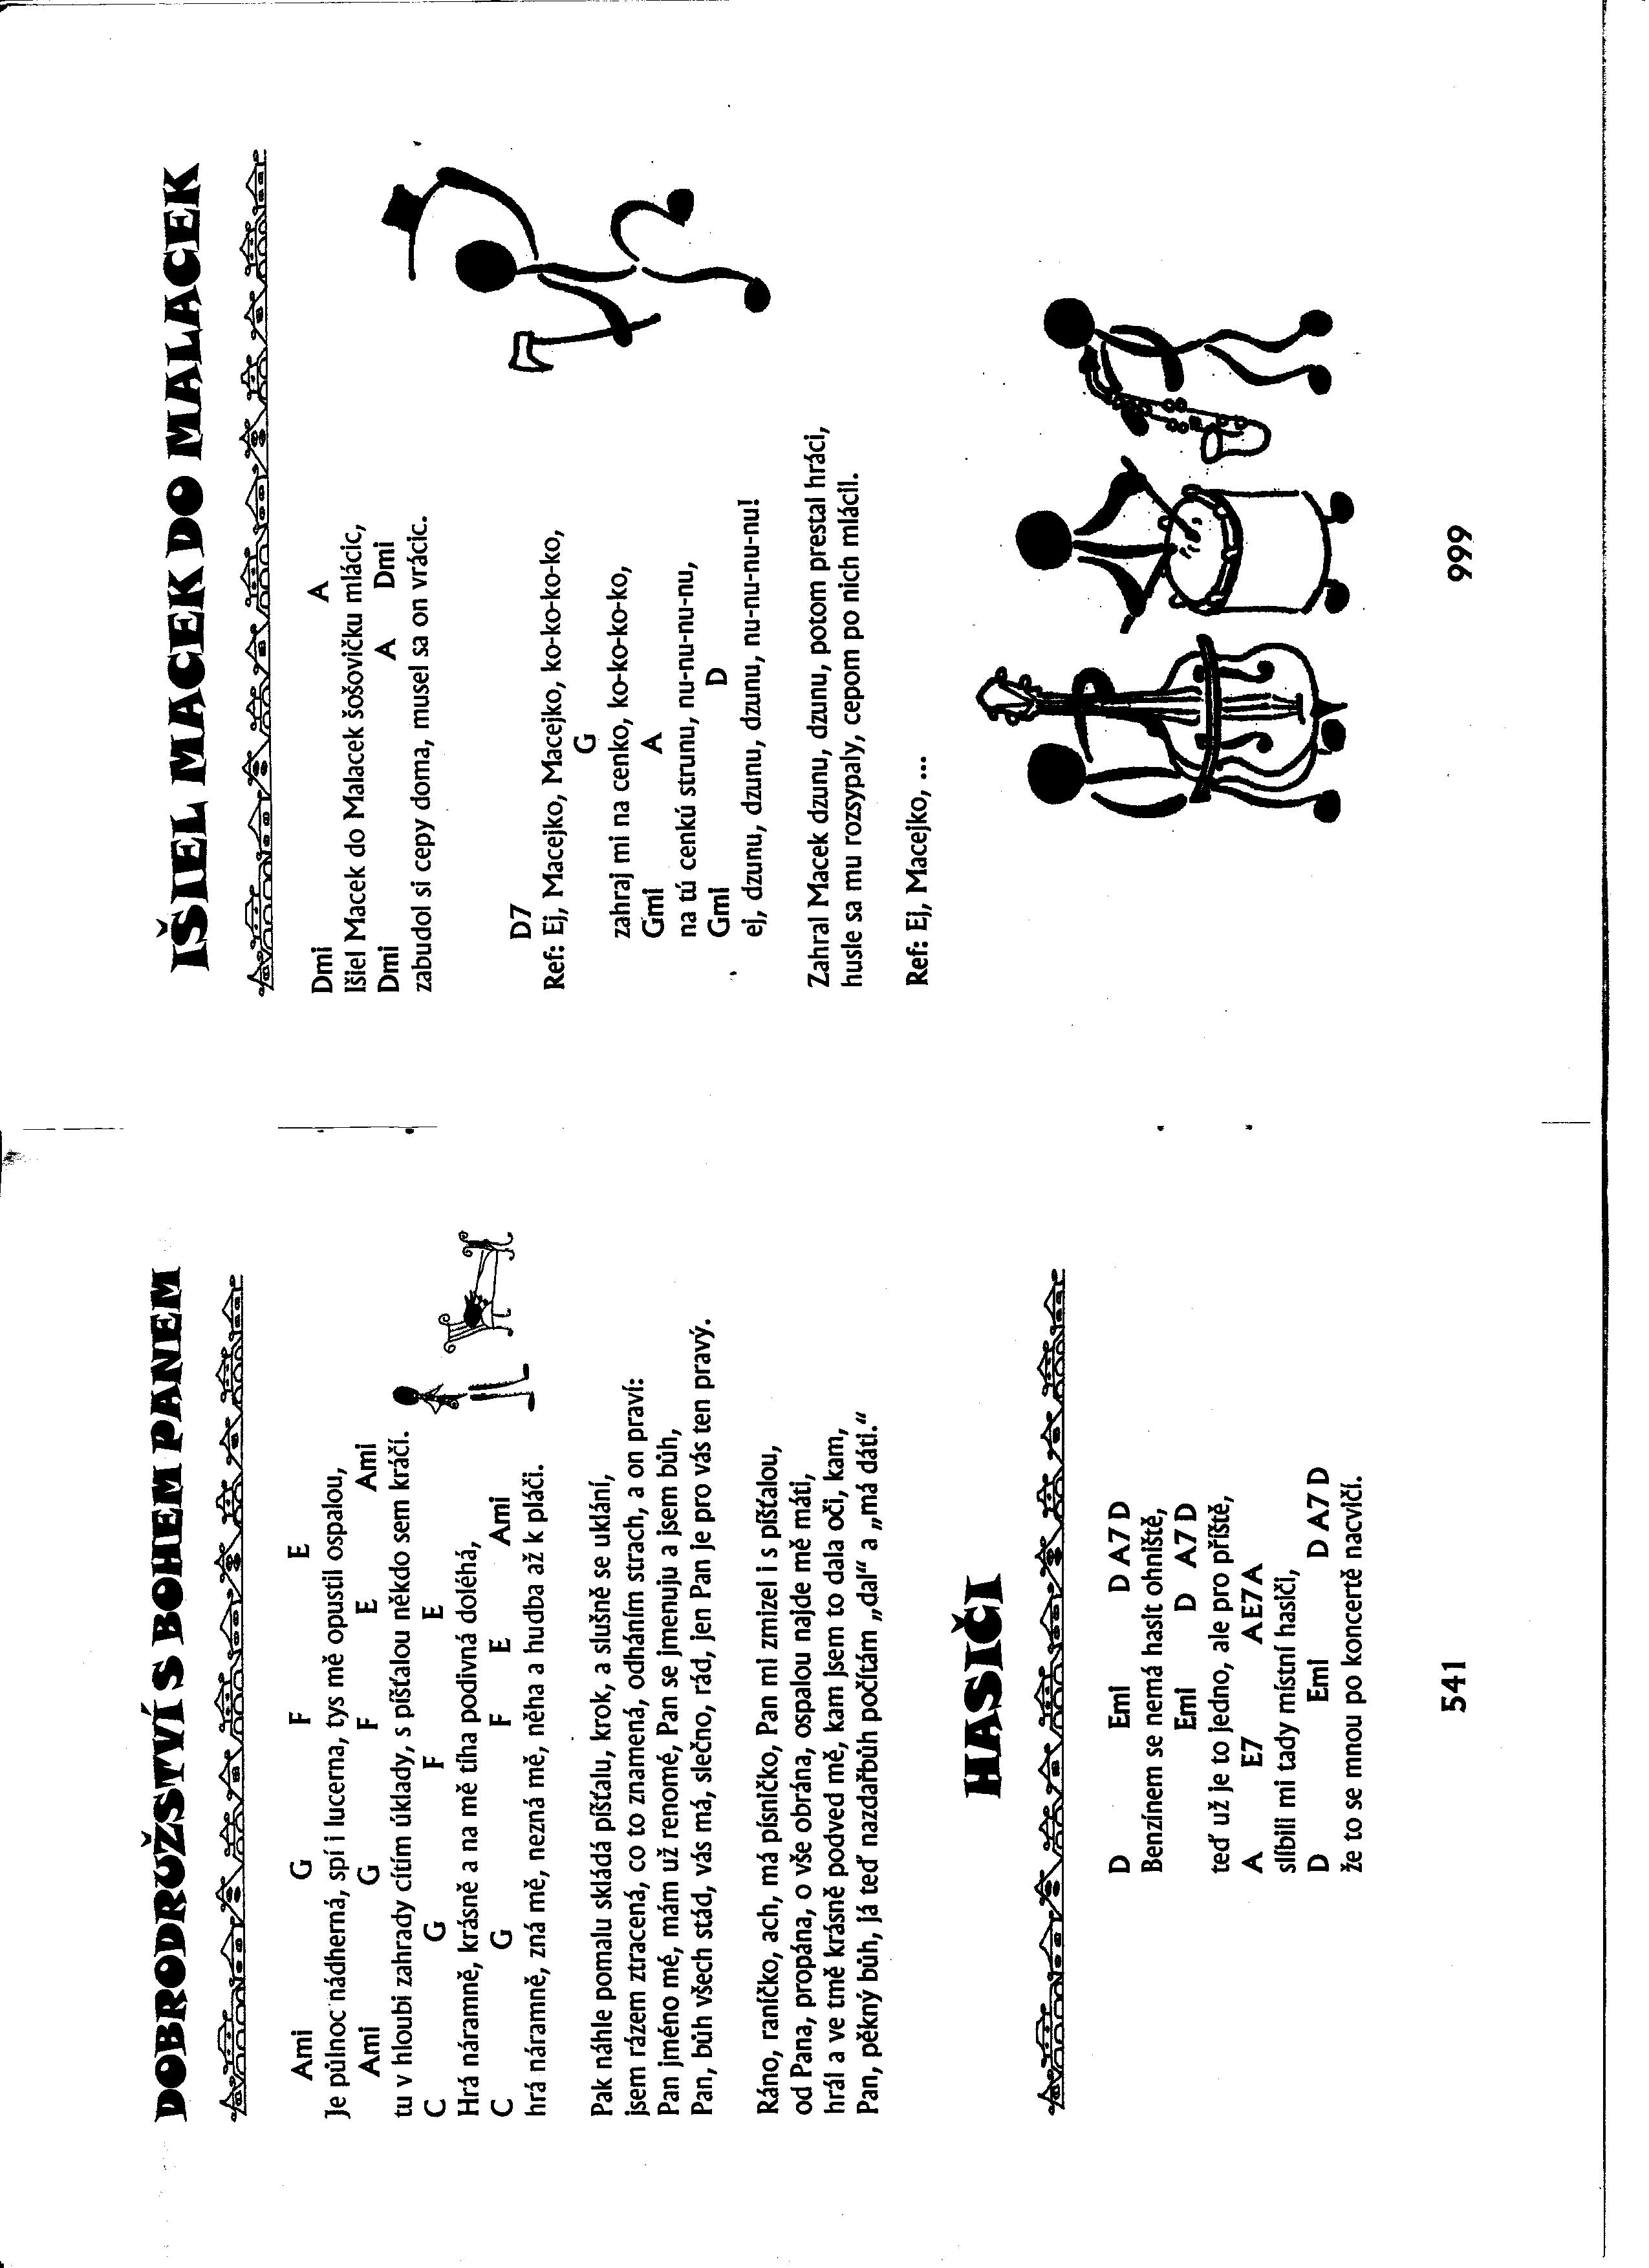 DOBRODRUŽSTVÍ S BOHEM PANEM
Ami G F E
Je půlnoc nádherná, spí i lucerna, tys mě opustil ospalou,
Ami G F E Ami
tu v hloubi zahrady cítím úklady, s píšťalou někdo sem kráčí.
C G F E
Hrá náramně, krásně a na mě tíha podivná doléhá,
C G F E Ami
hrá náramně, zná mě, nezná mě, něha a hudba až k pláči.
Pak náhle pomalu skládá píšťalu, krok, a slušně se uklání,
jsem rázem ztracená, co to znamená, odháním strach, a on praví:
Pan jméno mé, mám už renomé, Pan se jmenuju a jsem bůh,
Pan, bůh všech stád, vás má, slečno, rád, jen Pan je pro vás ten pravý.
Ráno, raníčko, ach, má písničko, Pan mi zmizel i s píšťalou,
od Pana, propána, o vše obrána, ospalou najde mě máti,
hrál a ve tmě krásně podved mě, kam jsem to dala oči, kam,
Pan, pěkný bůh, já teď nazdařbůh počítám „dal“ a „má dáti.“
HASIČI
D Emi D A7 D
Benzínem se nemá hasit ohniště,
Emi D A7 D
teď už je to jedno, ale pro příště,
A E7 A E7 A
slíbili mi tady místní hasiči,
D Emi D A7 D
že to se mnou po koncertě nacvičí.
541
IŠIEL MACEK DO MALACEK
Dmi A
Išiel Macek do Malacek šošovičku mlácic,
Dmi A Dmi
zabudol si cepy doma, musel sa on vrácic.
D7
Ref: Ej, Macejko, Macejko, ko-ko-ko-ko,
G
zahraj mi na cenko, ko-ko-ko-ko,
Gmi A
na tú cenkú strunu, nu-nu-nu-nu,
Gmi D
ej, dzunu, dzunu, dzunu, nu-nu-nu-nu!
Zahral Macek dzunu, dzunu, potom prestal hráci,
husle sa mu rozsypaly, cepom po nich mlácil.
Ref: Ej, Macejko, ...
999